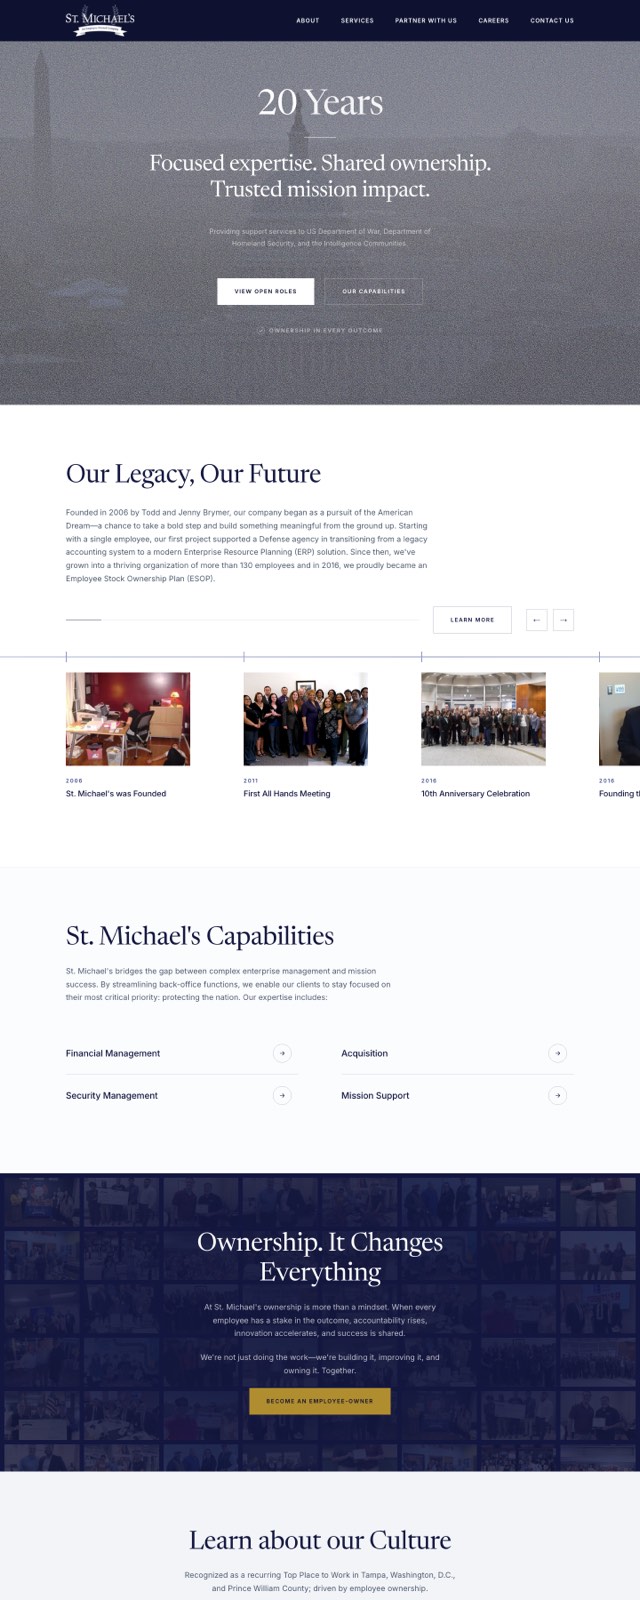 ST. MICHAEL'S
ABOUT
SERVICES
PARTNER WITH US
CAREERS
CONTACT US
20 Years
Focused expertise. Shared ownership.
Trusted mission impact.
Providing support services to US Department of War, Department of
Homeland Security, and the Intelligence Communities.
VIEW OPEN ROLES
OUR CAPABILITIES
OWNERSHIP IN EVERY OUTCOME
Our Legacy, Our Future
Founded in 2006 by Todd and Jenny Brymer, our company began as a pursuit of the American
Dream—a chance to take a bold step and build something meaningful from the ground up. Starting
with a single employee, our first project supported a Defense agency in transitioning from a legacy
accounting system to a modern Enterprise Resource Planning (ERP) solution. Since then, we've
grown into a thriving organization of more than 130 employees and in 2016, we proudly became an
Employee Stock Ownership Plan (ESOP).
LEARN MORE
2006
St. Michael's was Founded
2011
First All Hands Meeting
2016
10th Anniversary Celebration
2016
Founding
St. Michael's Capabilities
St. Michael's bridges the gap between complex enterprise management and mission
success. By streamlining back-office functions, we enable our clients to stay focused on
their most critical priority: protecting the nation. Our expertise includes:
Financial Management
Acquisition
Security Management
Mission Support
Ownership. It Changes
Everything
At St. Michael's ownership is more than a mindset. When every
employee has a stake in the outcome, accountability rises,
innovation accelerates, and success is shared.
We're not just doing the work—we're building it, improving it, and
owning it. Together.
BECOME AN EMPLOYEE-OWNER
Learn about our Culture
Recognized as a recurring Top Place to Work in Tampa, Washington, D.C.,
and Prince William County; driven by employee ownership.